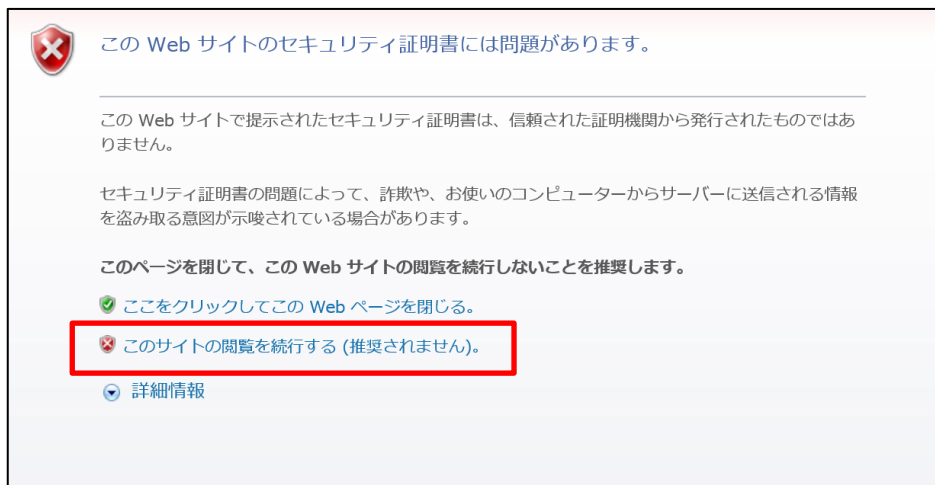 この Web サイトのセキュリティ証明書には問題があります。
この Web サイトで提示されたセキュリティ証明書は、信頼された証明機関から発行されたものではあ
りません。
セキュリティ証明書の問題によって、詐欺や、お使いのコンピューターからサーバーに送信される情報
を盗み取る意図が示唆されている場合があります。
このページを閉じて、この Web サイトの閲覧を続行しないことを推奨します。
ここをクリックしてこの Web ページを閉じる。
このサイトの閲覧を続行する (推奨されません)。
詳細情報